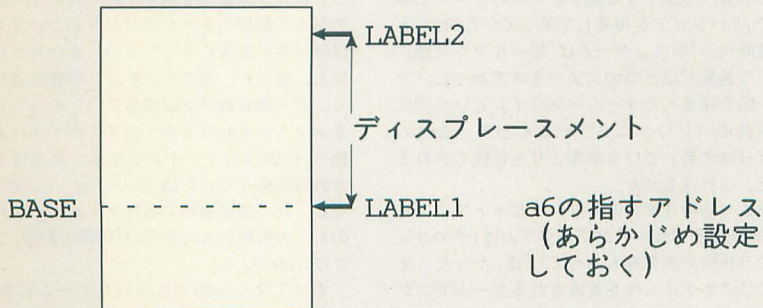 LABEL2
ディスプレースメント
BASE
LABEL1
a6の指すアドレス
(あらかじめ設定
しておく)